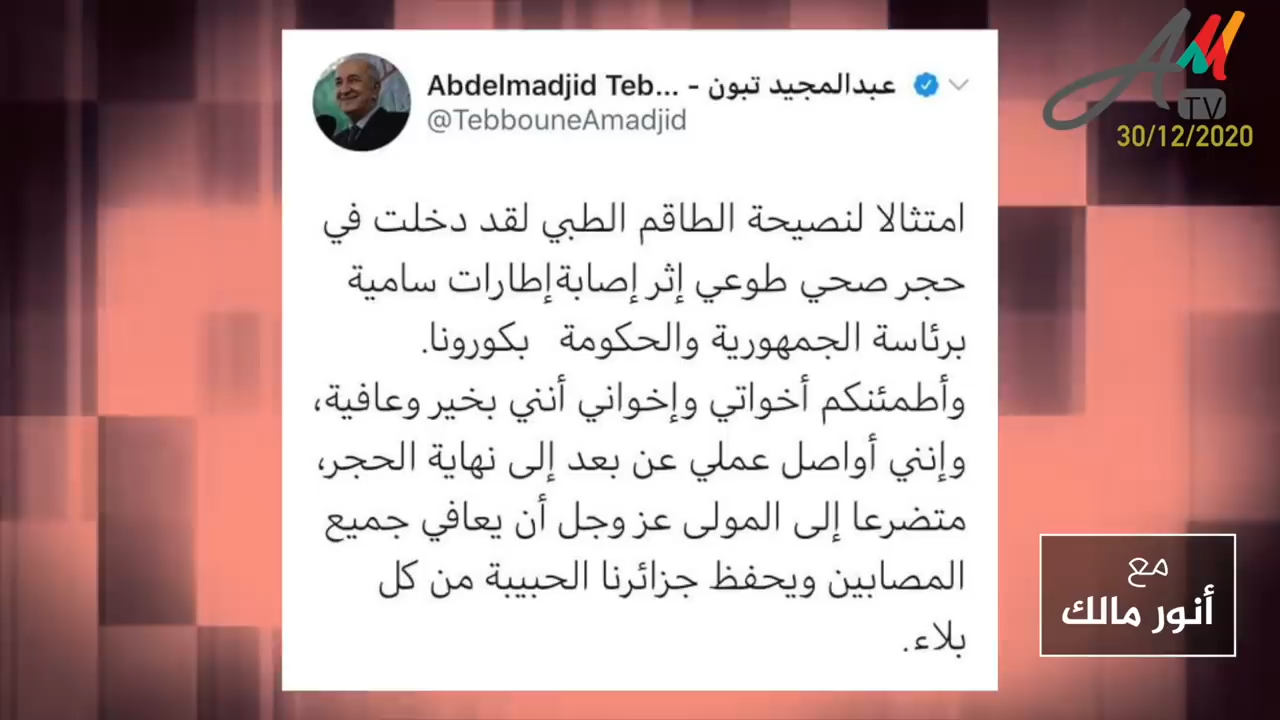 Abdelmadjid Teb... - عبدالمجيد تبون
@TebbouneAmadjid
امتثالا لنصيحة الطاقم الطبي لقد دخلت في
حجر صحي طوعي إثر إصابةإطارات سامية
برئاسة الجمهورية والحكومة بكورونا.
وأطمئنكم أخواتي وإخواني أنني بخير وعافية،
وإنني أواصل عملي عن بعد إلى نهاية الحجر،
متضرعا إلى المولى عز وجل أن يعافي جميع
المصابين ويحفظ جزائرنا الحبيبة من كل
بلاء.
AM
TV
30/12/2020
مع
أنور مالك